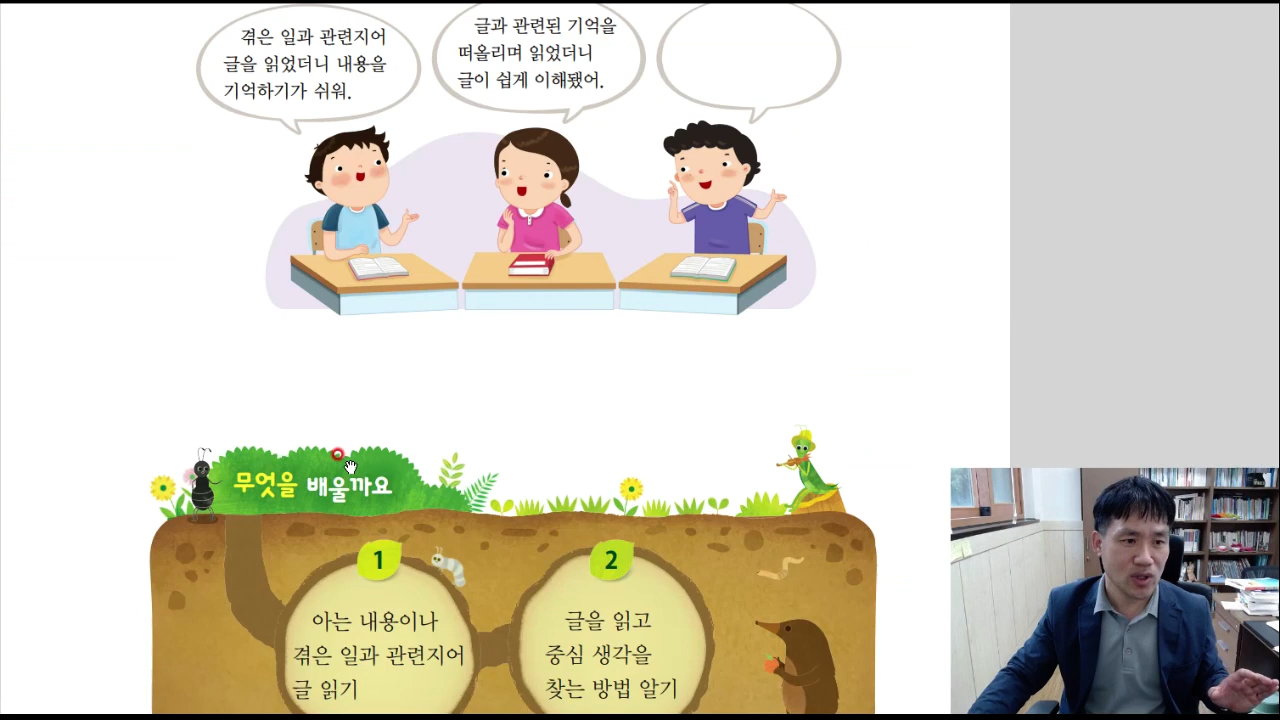 겪은 일과 관련지어
글을 읽었더니 내용을
기억하기가 쉬워.
글과 관련된 기억을
떠올리며 읽었더니
글이 쉽게 이해됐어.
무엇을 배울까요
1
아는 내용이나
겪은 일과 관련지어
글 읽기
2
글을 읽고
중심 생각을
찾는 방법 알기